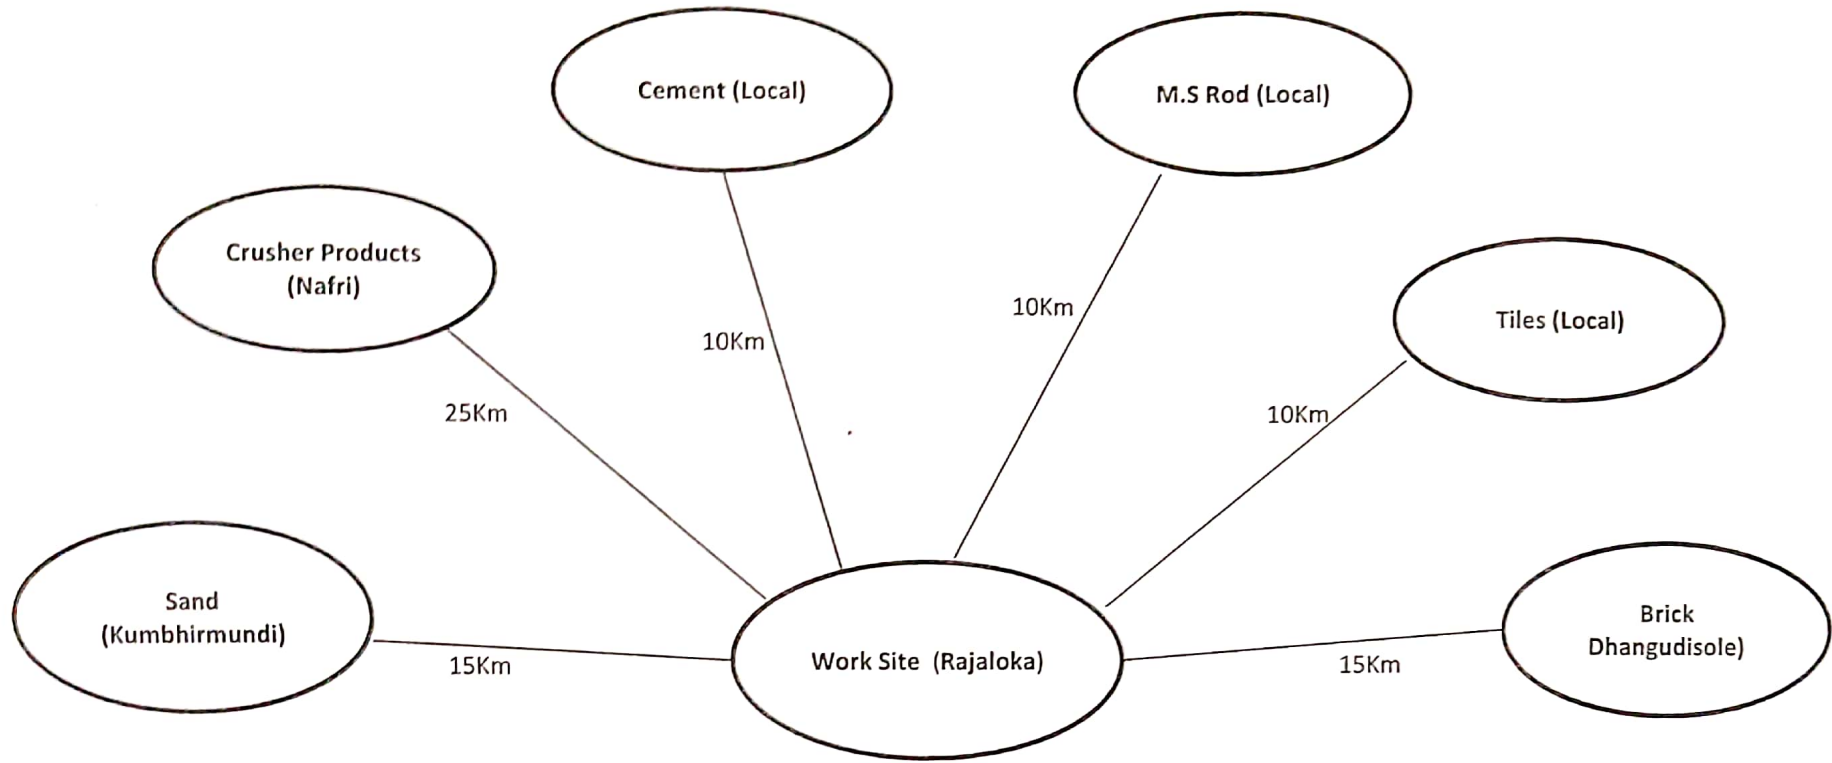 Cement (Local)
M.S Rod (Local)
Crusher Products
(Nafri)
Tiles (Local)
10Km
10Km
25Km
10Km
Sand
(Kumbhirmundi)
15Km
Work Site (Rajaloka)
15Km
Brick
Dhangudisole)